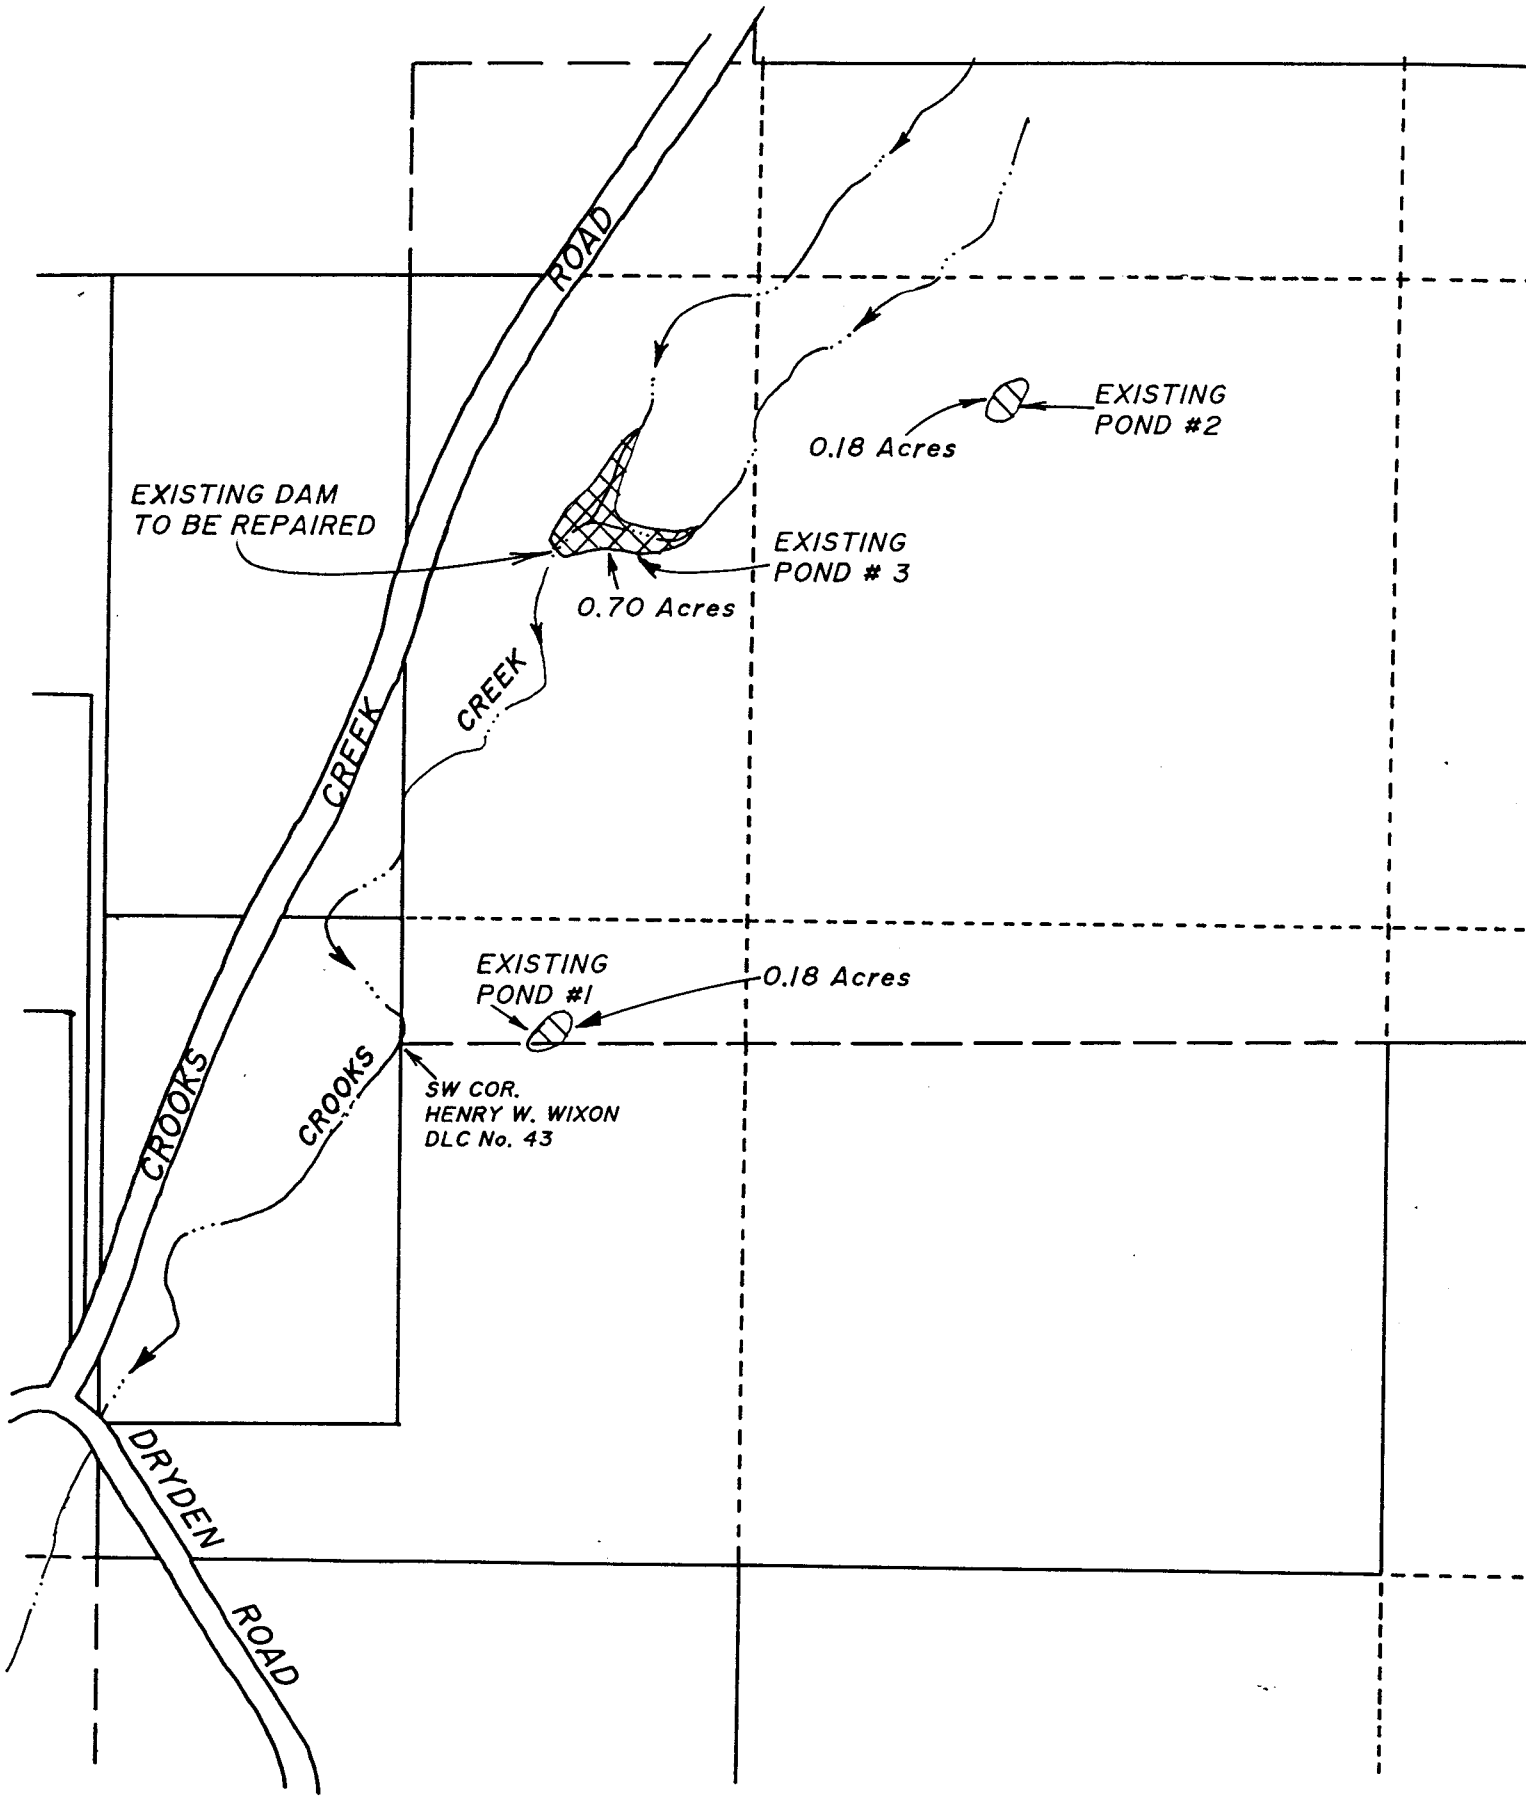 ROAD
EXISTING
POND #2
0.18 Acres
EXISTING DAM
TO BE REPAIRED
EXISTING
POND # 3
0.70 Acres
CREEK
CREEK
EXISTING
POND #1
0.18 Acres
CROOKS
CROOKS
SW COR.
HENRY W. WIXON
DLC No. 43
DRYDEN
ROAD